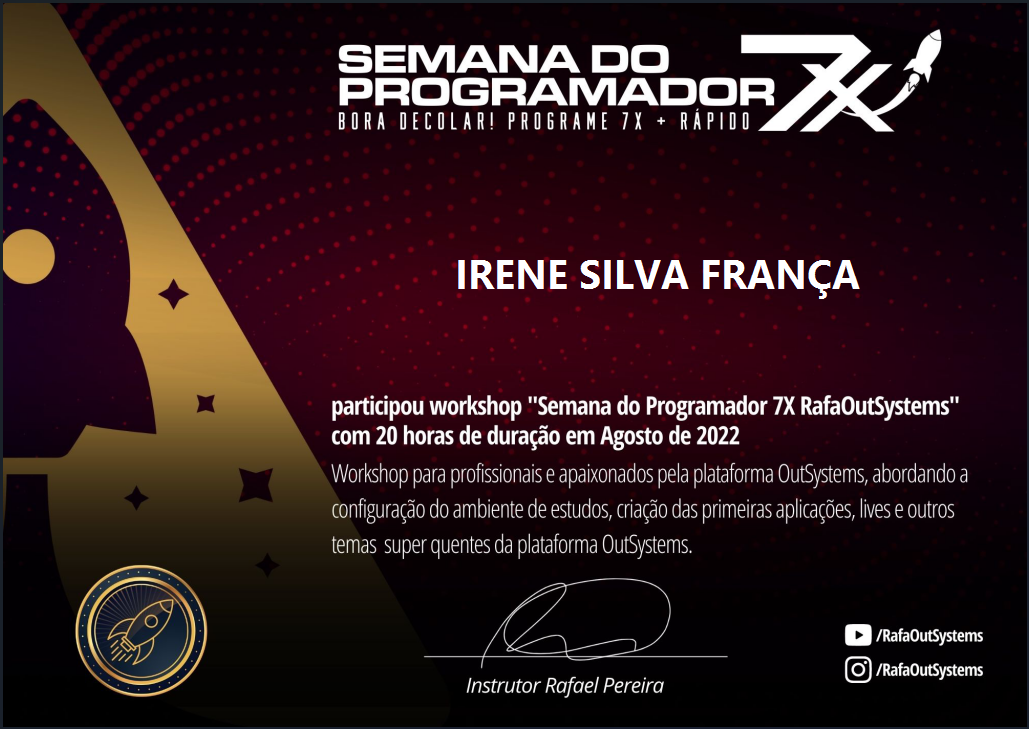 SEMANA DO
PROGRAMADOR 7X
BORA DECOLAR! PROGRAME 7X + RÁPIDO
IRENE SILVA FRANÇA
participou workshop "Semana do Programador 7X RafaOutSystems"
com 20 horas de duração em Agosto de 2022
Workshop para profissionais e apaixonados pela plataforma OutSystems, abordando a
configuração do ambiente de estudos, criação das primeiras aplicações, lives e outros
temas super quentes da plataforma OutSystems.
Instrutor Rafael Pereira
/RafaOutSystems
/RafaOutSystems